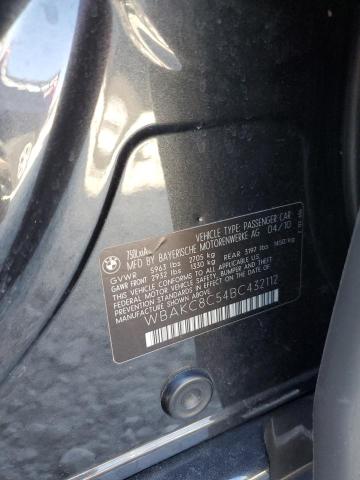 BMW
750LxiA
VEHICLE TYPE: PASSENGER CAR
MFD BY BAYERISCHE MOTORENWERKE AG 04/10
GVWR 5963 lbs 2705 kg
GAWR FRONT 2932 lbs 1330 kg REAR 3197 lbs 1450 kg
THIS VEHICLE CONFORMS TO ALL APPLICABLE
FEDERAL MOTOR VEHICLE SAFETY, BUMPER AND
THEFT PREVENTION STANDARDS IN EFFECT ON THE
DATE OF MANUFACTURE SHOWN ABOVE
WBAKC8C54BC432112